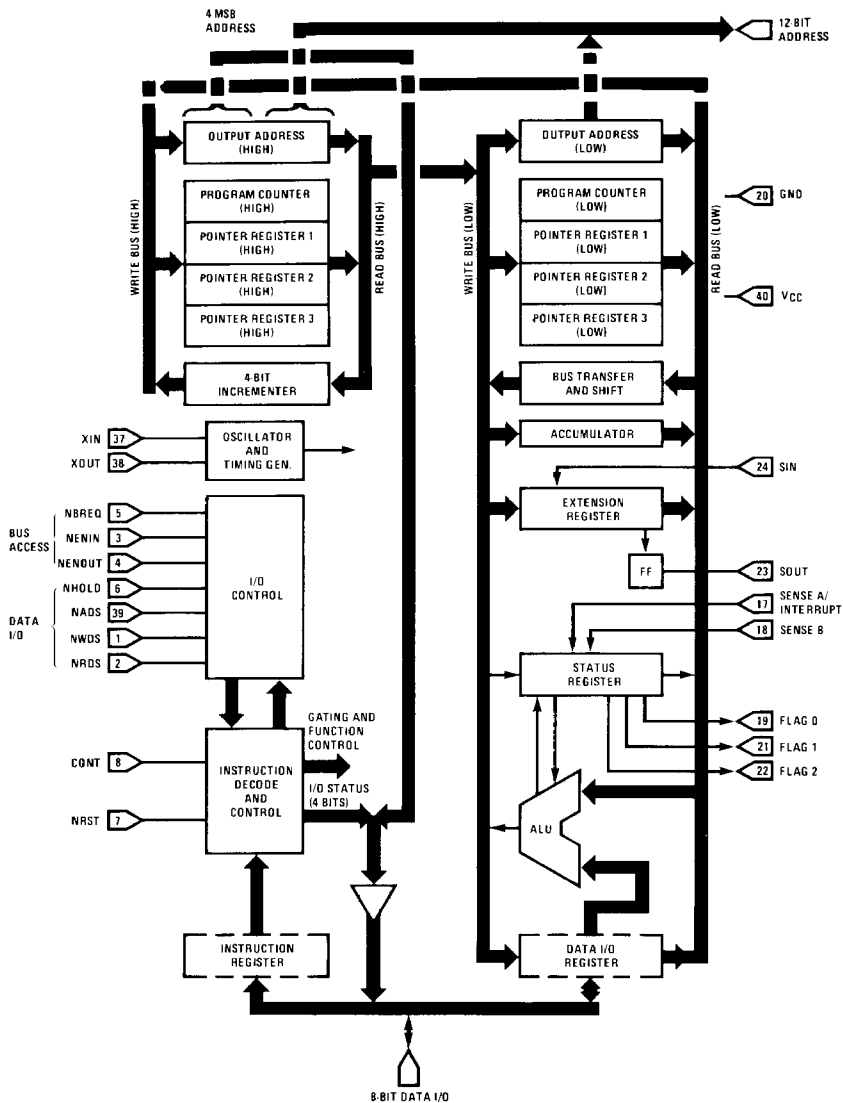 4 MSB
ADDRESS
12 BIT
ADDRESS
OUTPUT ADDRESS
(HIGH)
PROGRAM COUNTER
(HIGH)
POINTER REGISTER 1
(HIGH)
POINTER REGISTER 2
(HIGH)
POINTER REGISTER 3
(HIGH)
4-BIT
INCREMENTER
WRITE BUS (HIGH)
READ BUS (HIGH)
OUTPUT ADDRESS
(LOW)
PROGRAM COUNTER
(LOW)
POINTER REGISTER 1
(LOW)
POINTER REGISTER 2
(LOW)
POINTER REGISTER 3
(LOW)
WRITE BUS (LOW)
READ BUS (LOW)
20 GND
40 VCC
BUS TRANSFER
AND SHIFT
ACCUMULATOR
EXTENSION
REGISTER
24 SIN
FF
23 SOUT
17 SENSE A/
INTERRUPT
18 SENSE B
STATUS
REGISTER
19 FLAG 0
21 FLAG 1
22 FLAG 2
ALU
DATA I/O
REGISTER
XIN 37
XOUT 38
OSCILLATOR
AND
TIMING GEN.
BUS
ACCESS
NBREQ 5
NENIN 3
NENOUT 4
DATA
I/O
NHOLD 6
NADS 39
NWDS 1
NRDS 2
I/O
CONTROL
GATING AND
FUNCTION
CONTROL
CONT 8
NRST 7
INSTRUCTION
DECODE
AND
CONTROL
I/O STATUS
(4 BITS)
INSTRUCTION
REGISTER
8-BIT DATA I/O